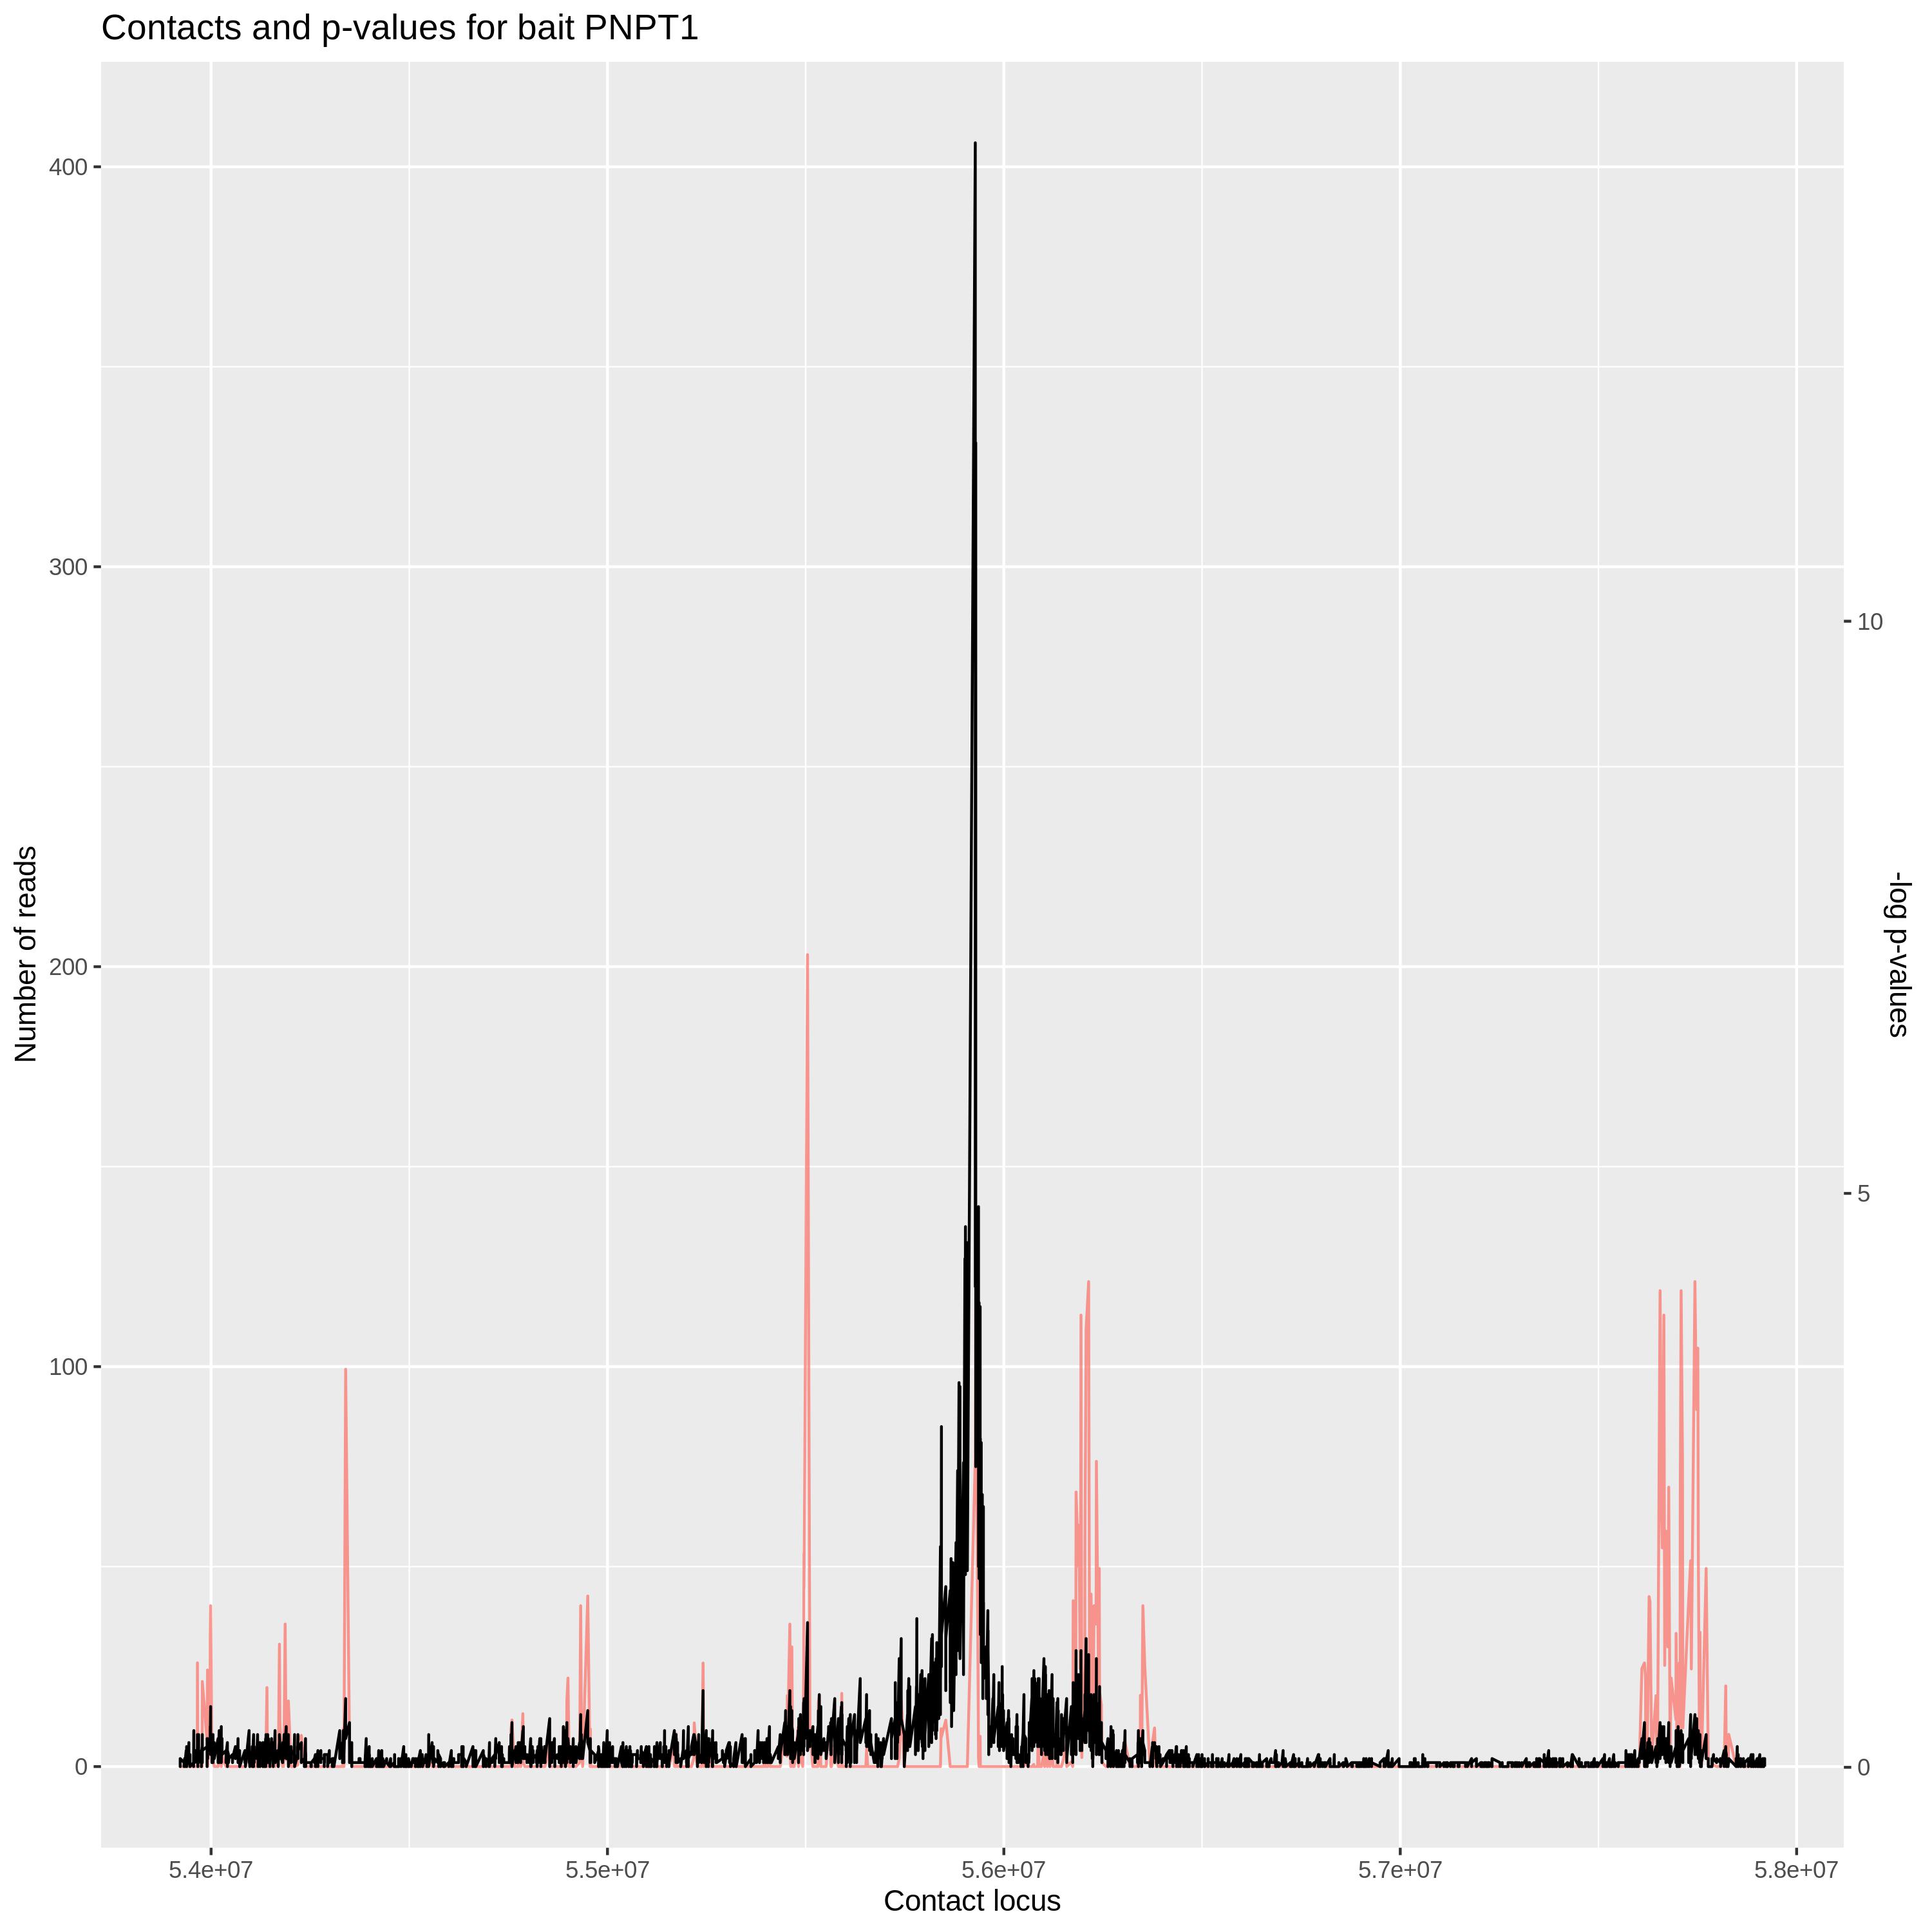 Contacts and p-values for bait PNPT1
400
300
200
100
0
Number of reads
10
5
0
-log p-values
5.4e+07
5.5e+07
5.6e+07
5.7e+07
5.8e+07
Contact locus